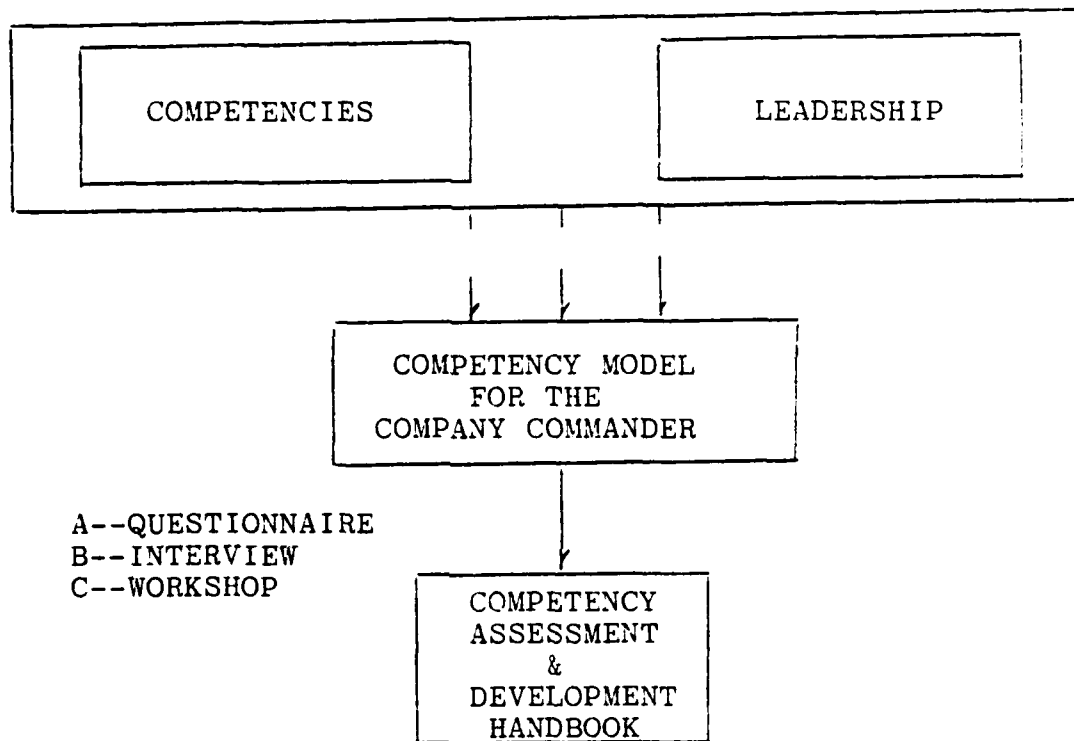 COMPETENCIES
LEADERSHIP
COMPETENCY MODEL
FOR THE
COMPANY COMMANDER
A--QUESTIONNAIRE
B--INTERVIEW
C--WORKSHOP
COMPETENCY
ASSESSMENT
&
DEVELOPMENT
HANDBOOK